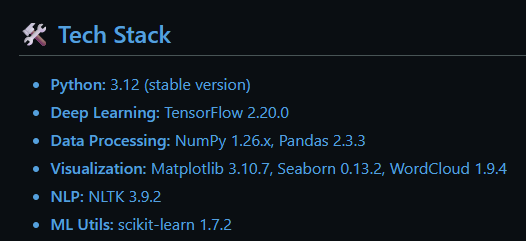 🛠️ Tech Stack
• Python: 3.12 (stable version)
• Deep Learning: TensorFlow 2.20.0
• Data Processing: NumPy 1.26.x, Pandas 2.3.3
• Visualization: Matplotlib 3.10.7, Seaborn 0.13.2, WordCloud 1.9.4
• NLP: NLTK 3.9.2
• ML Utils: scikit-learn 1.7.2